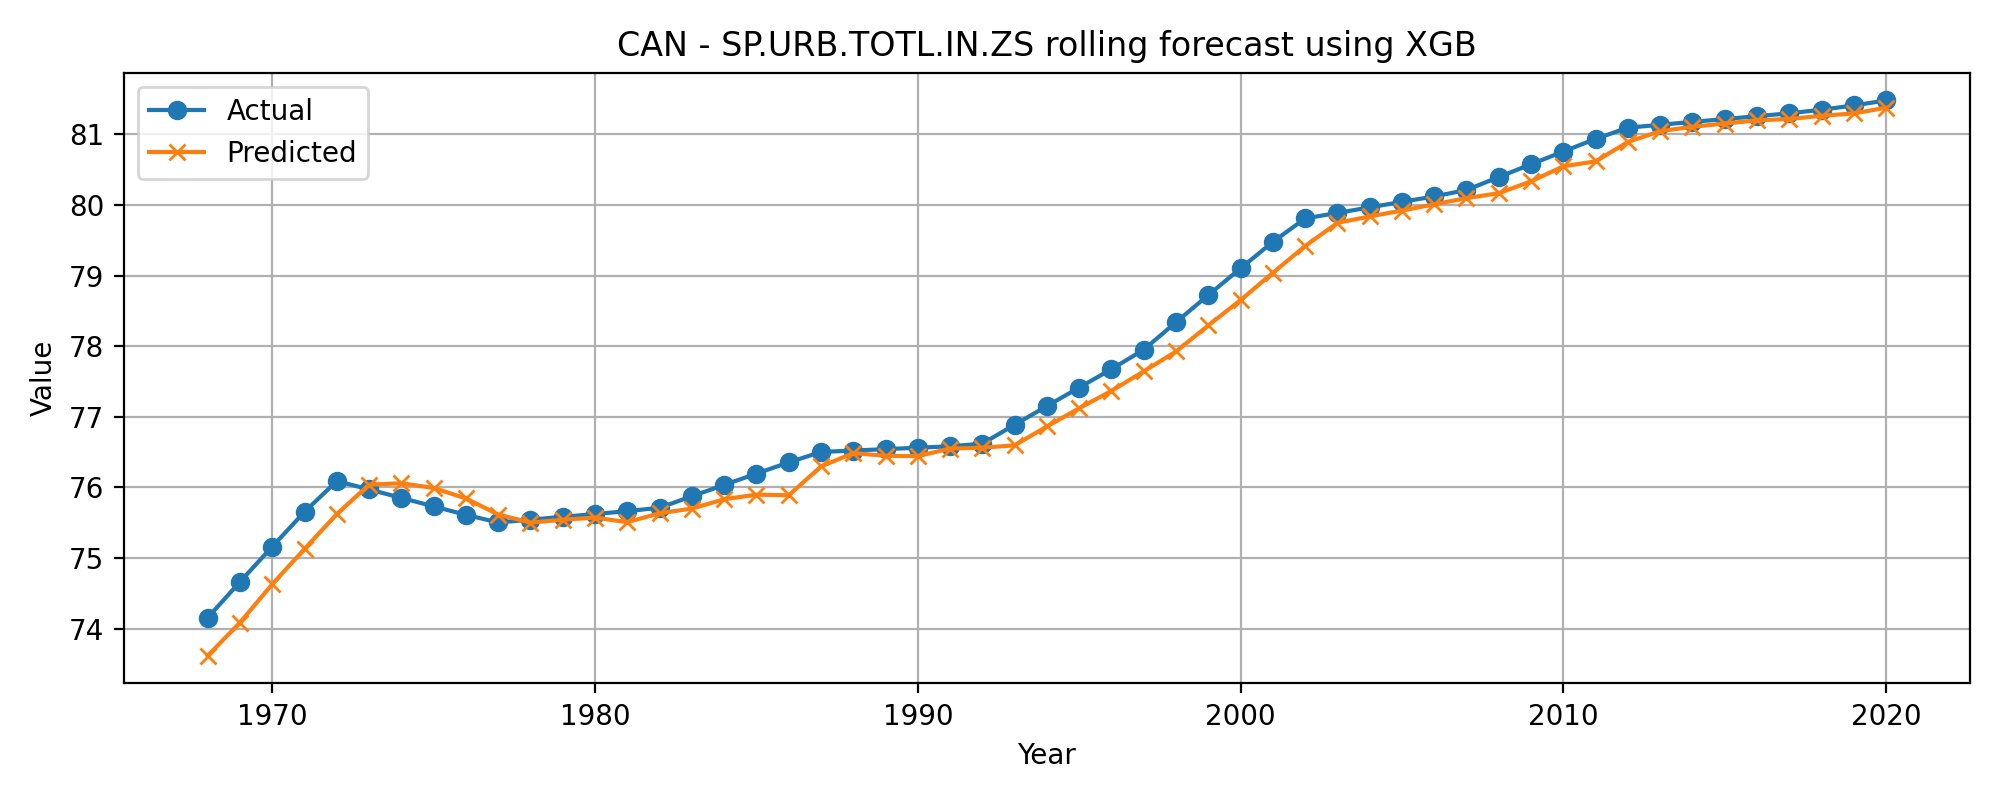 CAN - SP.URB.TOTL.IN.ZS rolling forecast using XGB
Actual
Predicted
81
80
79
78
77
76
75
74
Value
1970 1980 1990 2000 2010 2020
Year